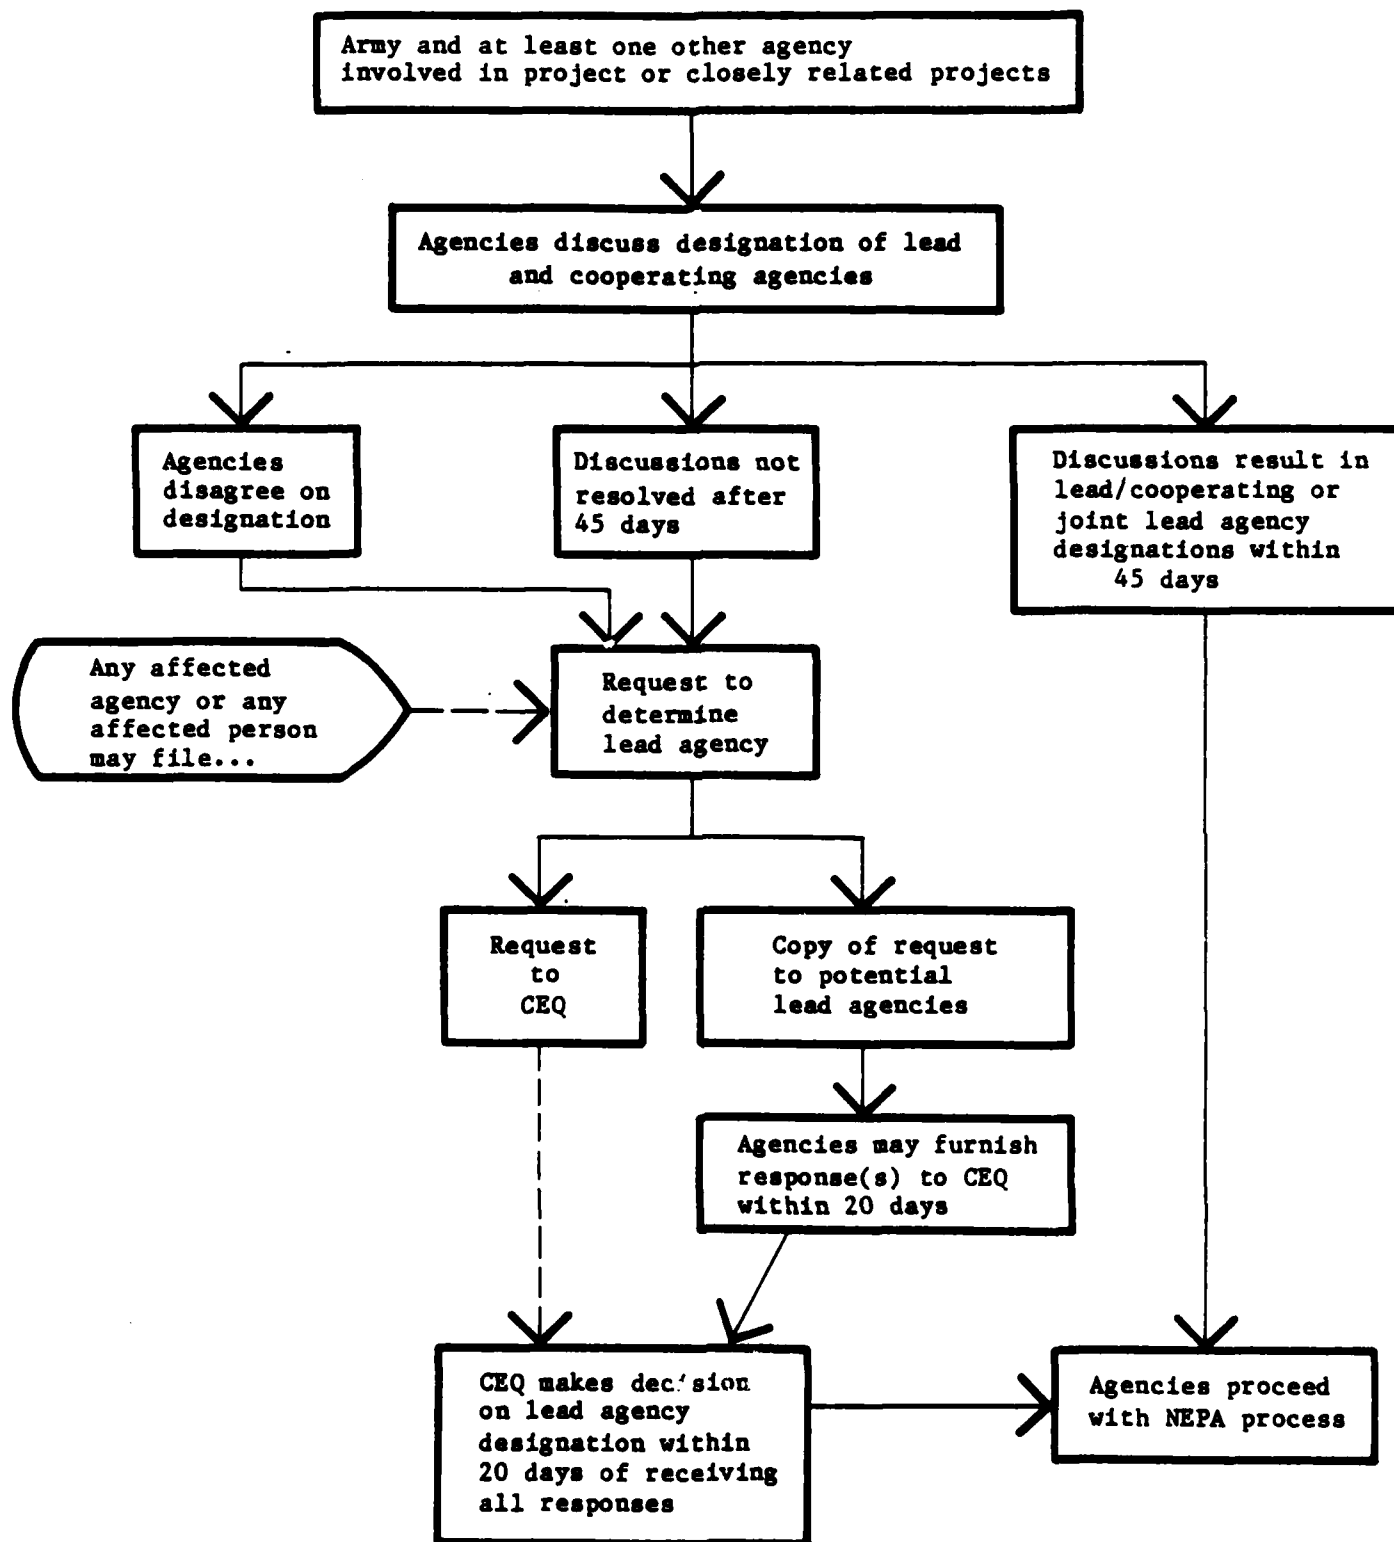 Army and at least one other agency
involved in project or closely related projects
Agencies discuss designation of lead
and cooperating agencies
Agencies
disagree on
designation
Discussions not
resolved after
45 days
Discussions result in
lead/cooperating or
joint lead agency
designations within
45 days
Any affected
agency or any
affected person
may file...
Request to
determine
lead agency
Request
to
CEQ
Copy of request
to potential
lead agencies
Agencies may furnish
response(s) to CEQ
within 20 days
CEQ makes decision
on lead agency
designation within
20 days of receiving
all responses
Agencies proceed
with NEPA process